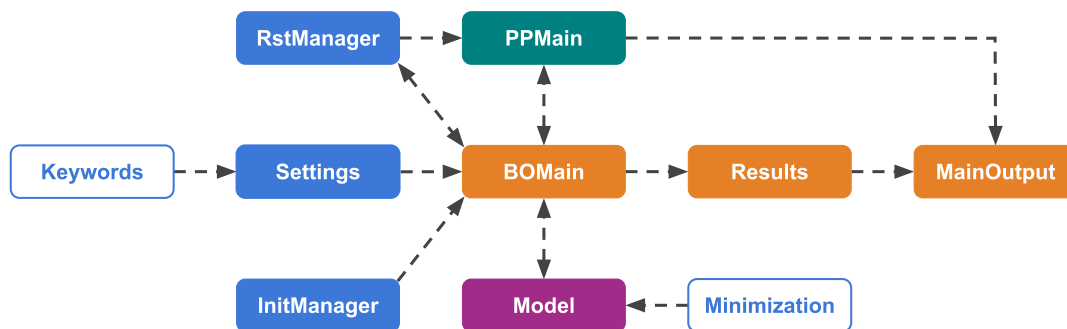 RstManager
PPMain
Keywords
Settings
BOMain
Results
MainOutput
InitManager
Model
Minimization